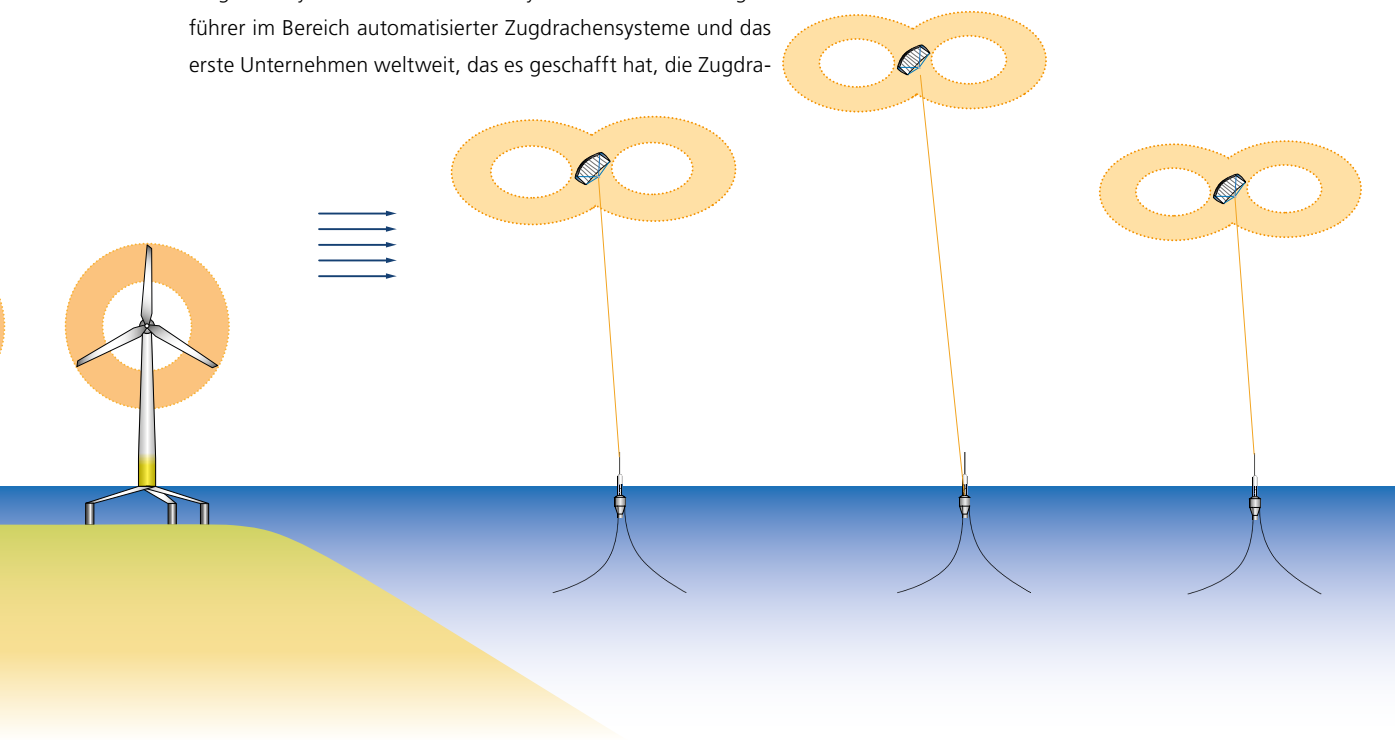 führer im Bereich automatisierter Zugdrachensysteme und das
erste Unternehmen weltweit, das es geschafft hat, die Zugdra-